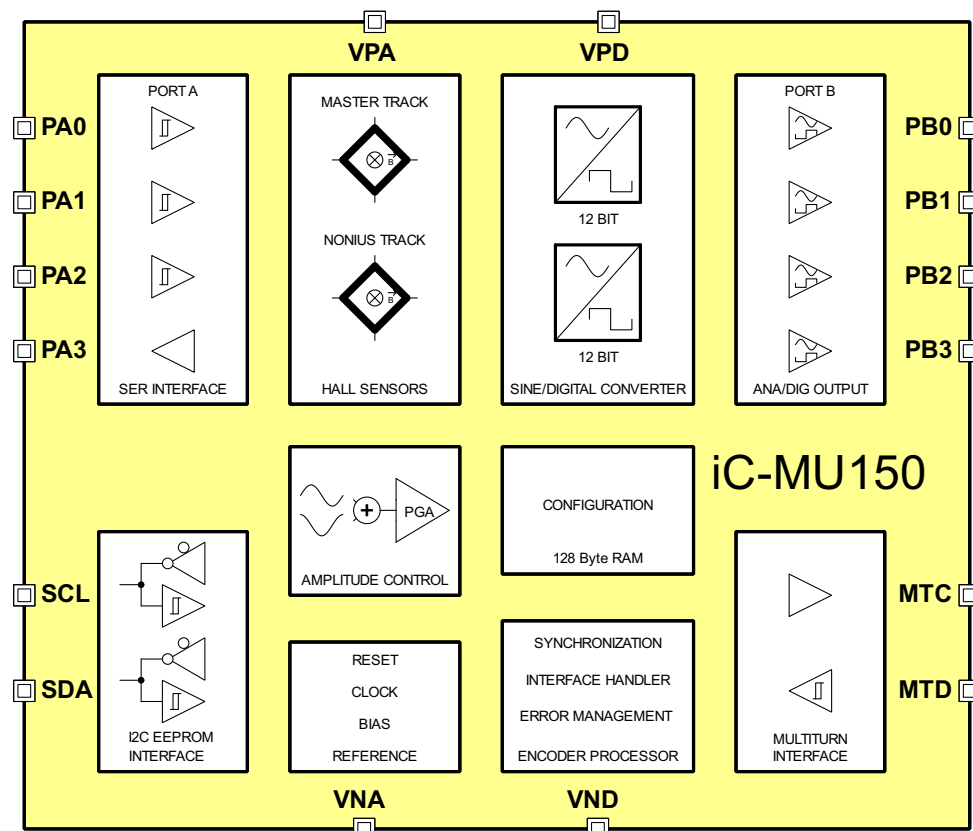 VPA
VPD
PORT A
MASTER TRACK
PORT B
PA0
PA1
PA2
PA3
B
12 BIT
NONIUS TRACK
B
12 BIT
PB0
PB1
PB2
PB3
SER INTERFACE
HALL SENSORS
SINE/DIGITAL CONVERTER
ANA/DIG OUTPUT
iC-MU150
PGA
AMPLITUDE CONTROL
CONFIGURATION
128 Byte RAM
SCL
SDA
I2C EEPROM
INTERFACE
RESET
CLOCK
BIAS
REFERENCE
SYNCHRONIZATION
INTERFACE HANDLER
ERROR MANAGEMENT
ENCODER PROCESSOR
MTC
MTD
MULTITURN
INTERFACE
VNA
VND